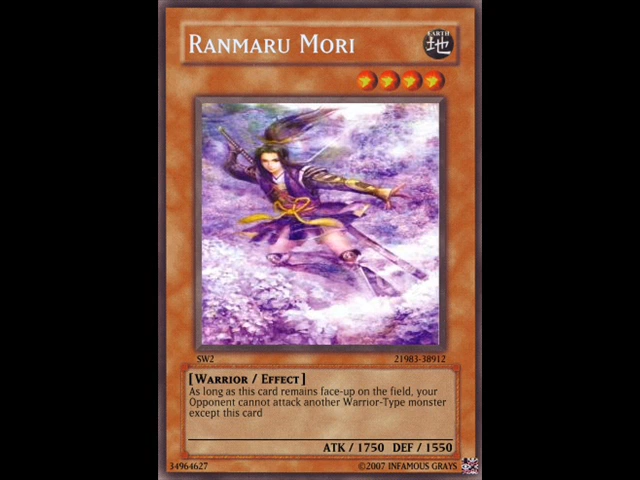 RANMARU MORI
EARTH
地
SW2
21983-38912
[WARRIOR / EFFECT]
As long as this card remains face-up on the field, your
Opponent cannot attack another Warrior-Type monster
except this card
ATK / 1750 DEF / 1550
34964627
©2007 INFAMOUS GRAYS